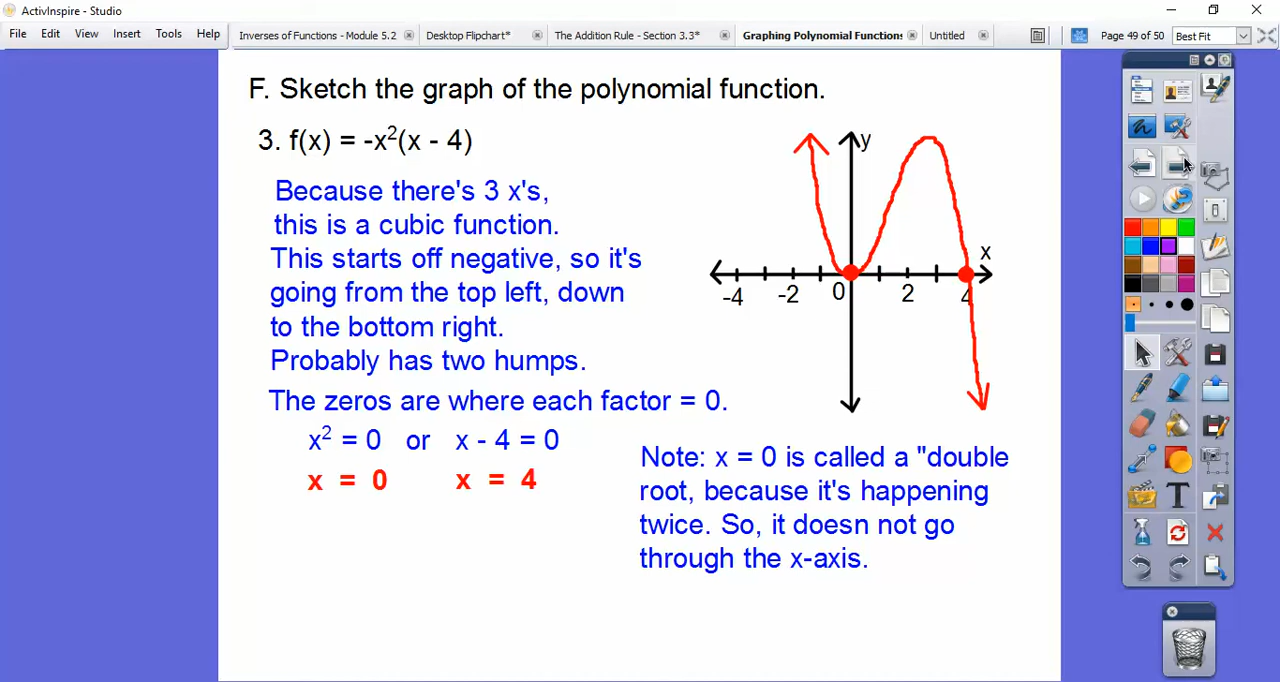 ActivInspire - Studio
File Edit View Insert Tools Help
Inverses of Functions - Module 5.2
Desktop Flipchart*
The Addition Rule - Section 3.3*
Graphing Polynomial Functions
Untitled
Page 49 of 50
Best Fit
F. Sketch the graph of the polynomial function.
3. f(x) = -x²(x - 4)
Because there's 3 x's,
this is a cubic function.
This starts off negative, so it's
going from the top left, down
to the bottom right.
Probably has two humps.
The zeros are where each factor = 0.
x² = 0 or x - 4 = 0
x = 0 x = 4
y
x
-4 -2 0 2 4
Note: x = 0 is called a "double
root, because it's happening
twice. So, it doesn not go
through the x-axis.